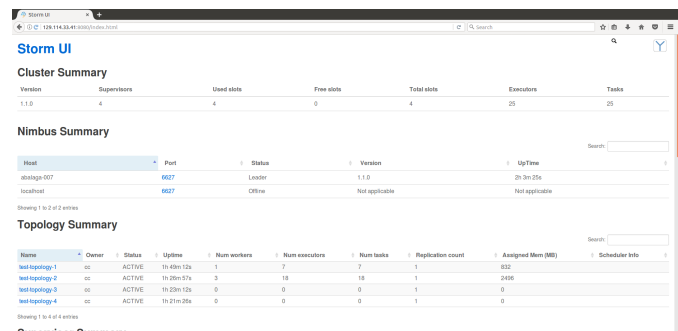 Storm UI
129.114.33.41:8080/index.html
Search
Storm UI
Cluster Summary
Version Supervisors Used slots Free slots Total slots Executors Tasks
1.1.0 4 4 0 4 25 25
Nimbus Summary
Search:
Host Port Status Version UpTime
abalaga-007 6627 Leader 1.1.0 2h 3m 25s
localhost 6627 Offline Not applicable Not applicable
Showing 1 to 2 of 2 entries
Topology Summary
Search:
Name Owner Status Uptime Num workers Num executors Num tasks Replication count Assigned Mem (MB) Scheduler Info
test-topology-1 cc ACTIVE 1h 49m 12s 1 7 7 1 832
test-topology-2 cc ACTIVE 1h 26m 57s 3 18 18 1 2496
test-topology-3 cc ACTIVE 1h 23m 12s 0 0 0 1 0
test-topology-4 cc ACTIVE 1h 21m 26s 0 0 0 1 0
Showing 1 to 4 of 4 entries